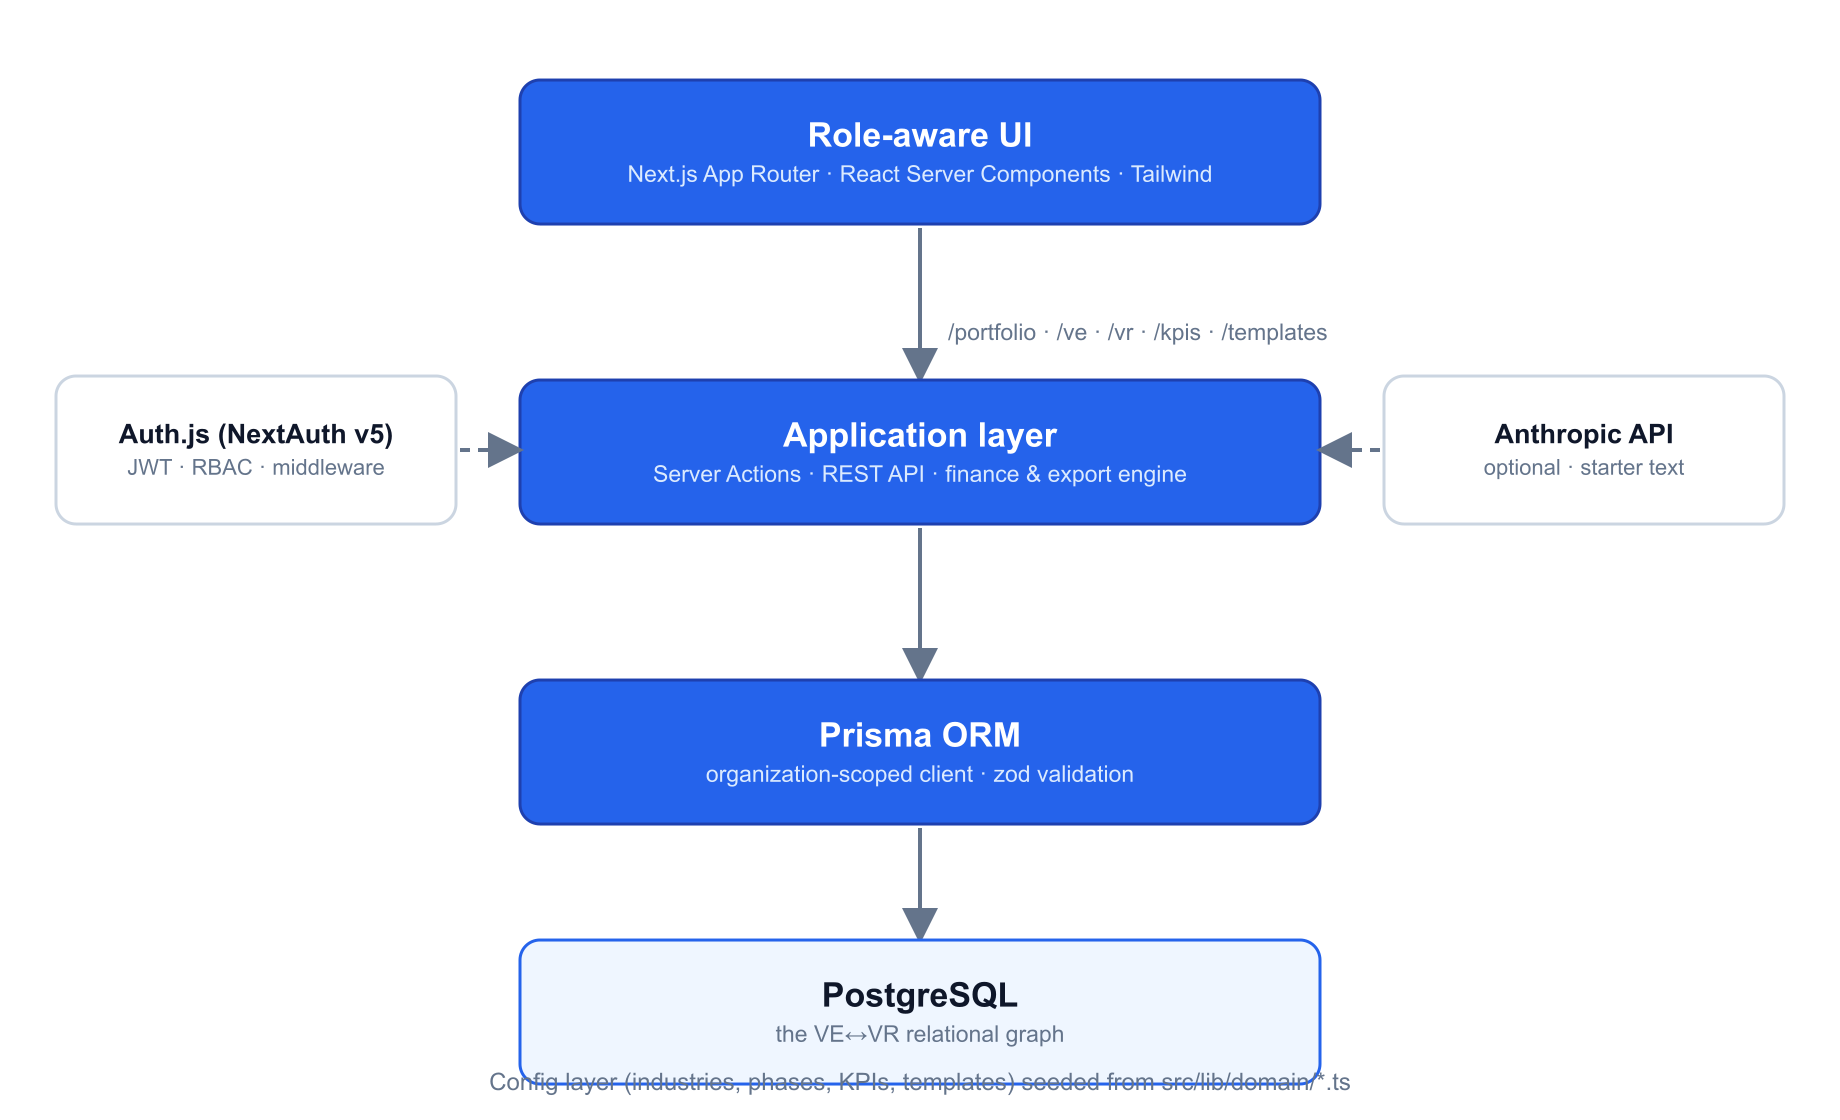 Role-aware UI
Next.js App Router · React Server Components · Tailwind
/portfolio · /ve · /vr · /kpis · /templates
Auth.js (NextAuth v5)
JWT · RBAC · middleware
Application layer
Server Actions · REST API · finance & export engine
Anthropic API
optional · starter text
Prisma ORM
organization-scoped client · zod validation
PostgreSQL
the VE↔VR relational graph
Config layer (industries, phases, KPIs, templates) seeded from src/lib/domain/*.ts